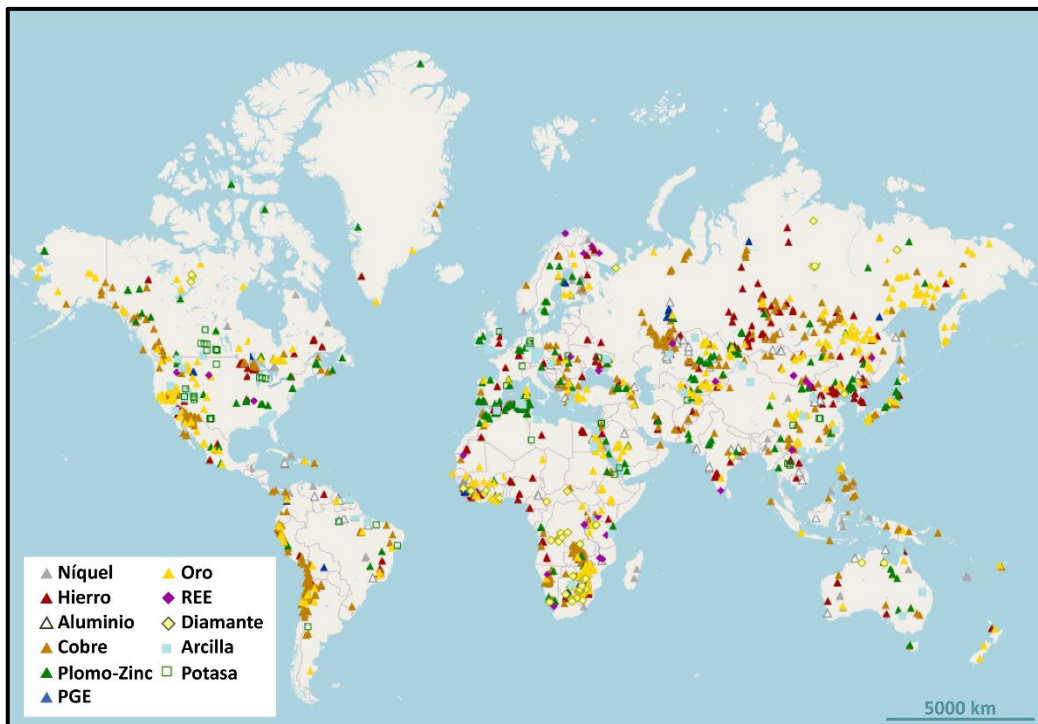 Níquel
Oro
Hierro
REE
Aluminio
Diamante
Cobre
Arcilla
Plomo-Zinc
Potasa
PGE
5000 km